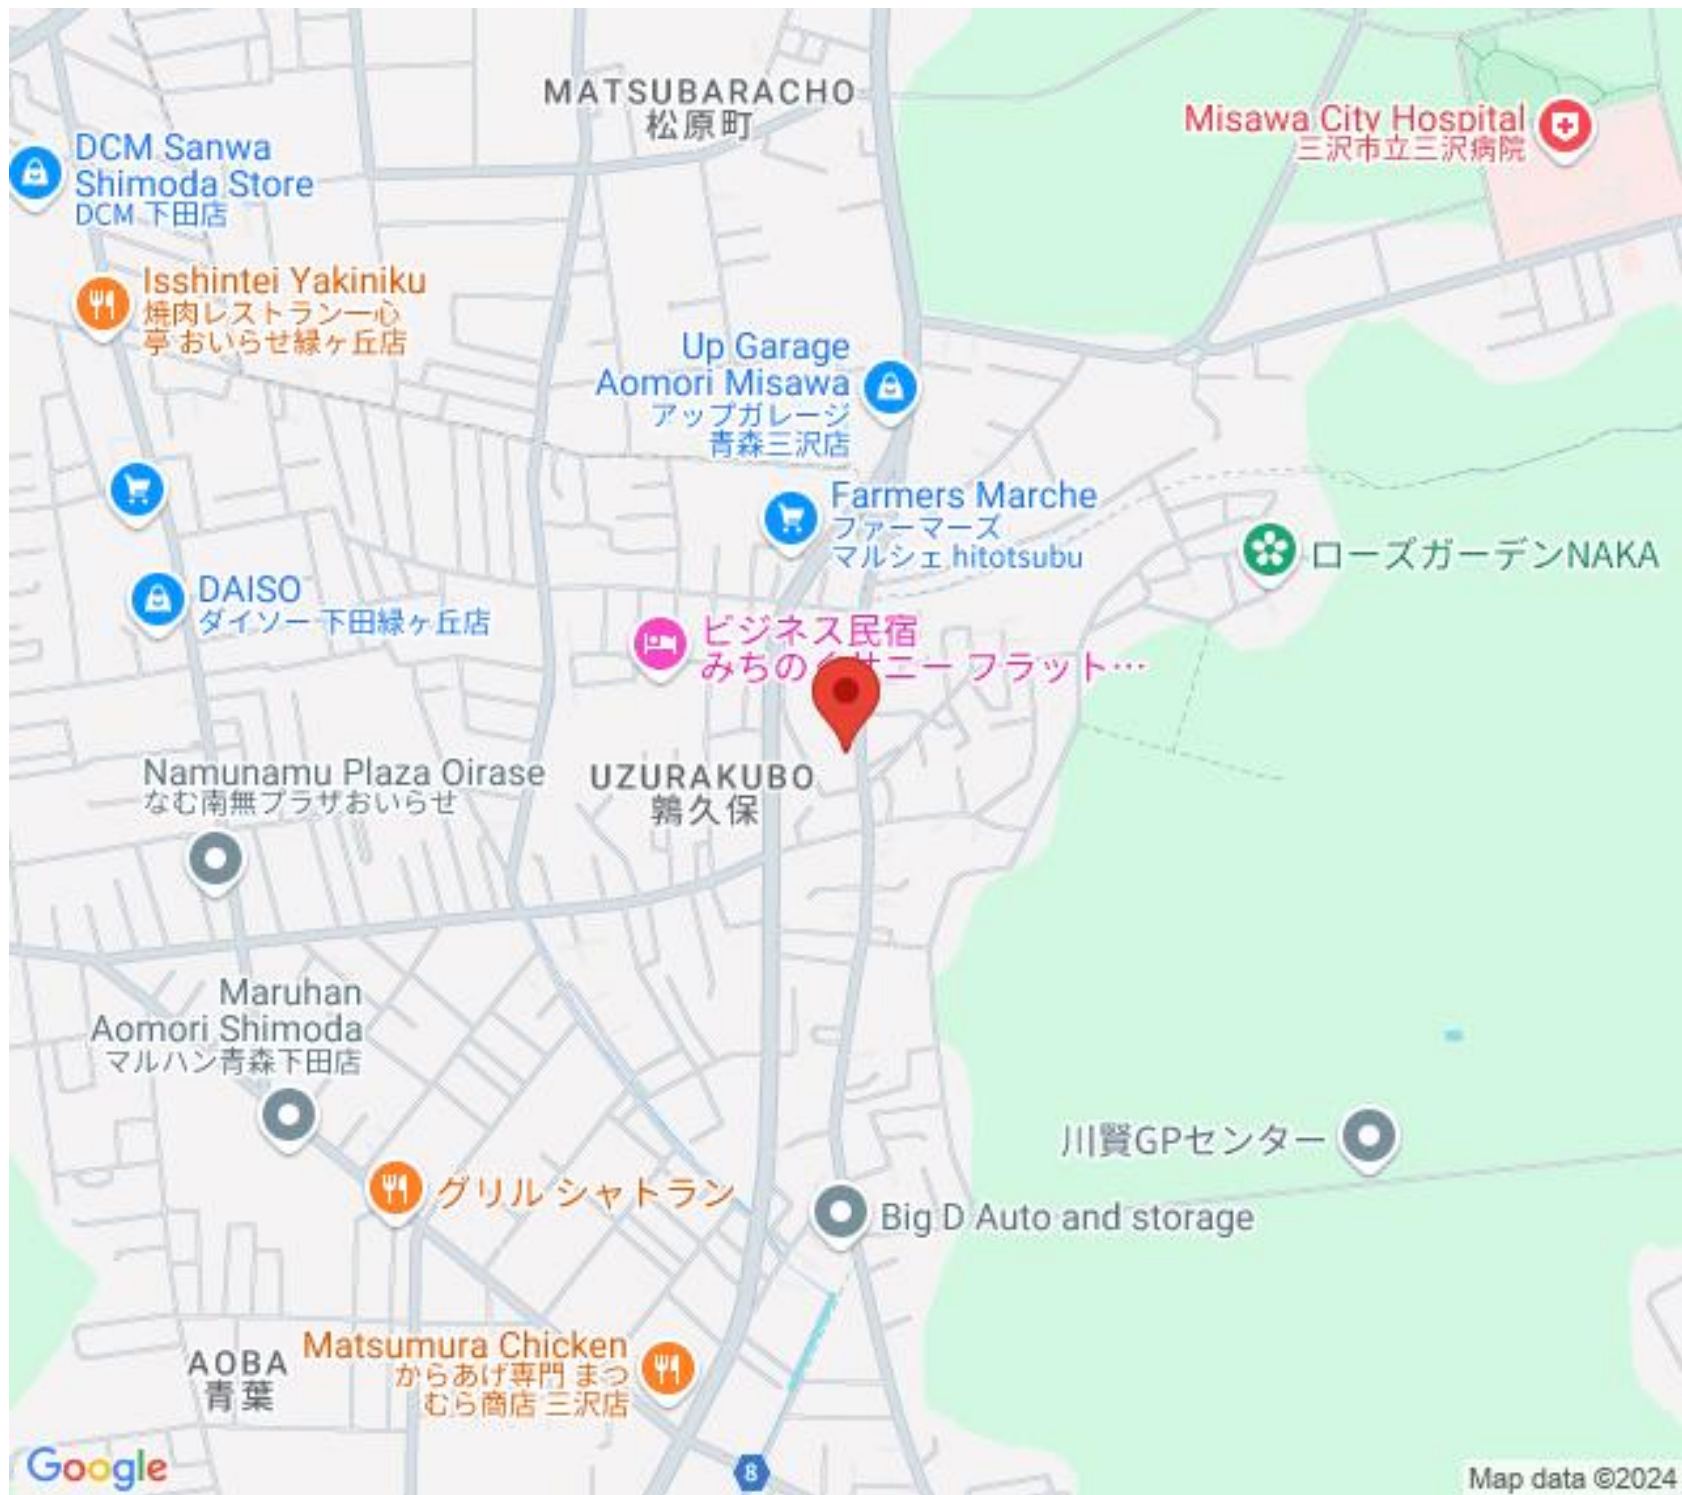 MATSUBARACHO
松原町
Misawa City Hospital
三沢市立三沢病院
DCM Sanwa
Shimoda Store
DCM 下田店
Isshintei Yakiniku
焼肉レストラン一心
亭 おいらせ緑ヶ丘店
Up Garage
Aomori Misawa
アップガレージ
青森三沢店
Farmers Marche
ファーマーズ
マルシェ hitotsubu
ローズガーデンNAKA
DAISO
ダイソー 下田緑ヶ丘店
ビジネス民宿
みちの サニー フラット…
Namunamu Plaza Oirase
なむ南無プラザおいらせ
UZURAKUBO
鶉久保
Maruhan
Aomori Shimoda
マルハン青森下田店
川賢GPセンター
グリル シャトラン
Big D Auto and storage
Matsumura Chicken
からあげ専門 まつ
むら商店 三沢店
AOBA
青葉
8
Google
Map data ©2024